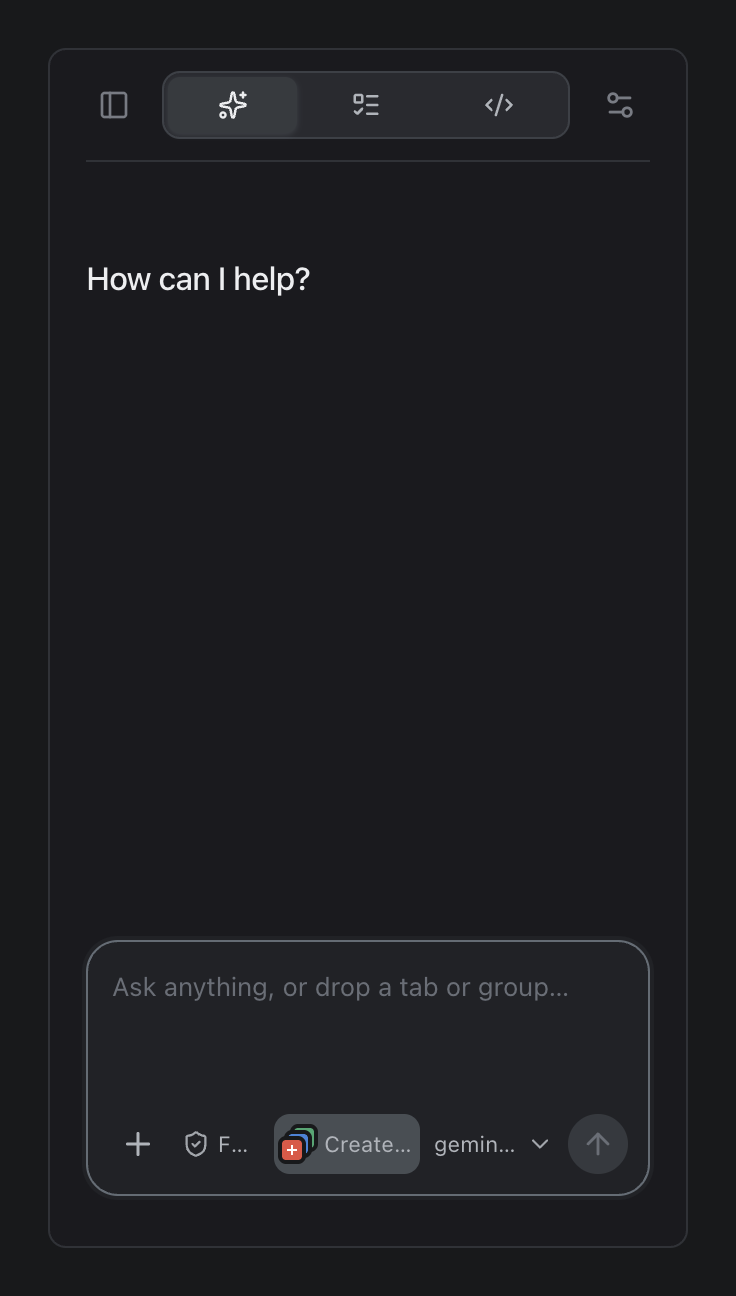 How can I help?
Ask anything, or drop a tab or group...
F... Create... gemin...